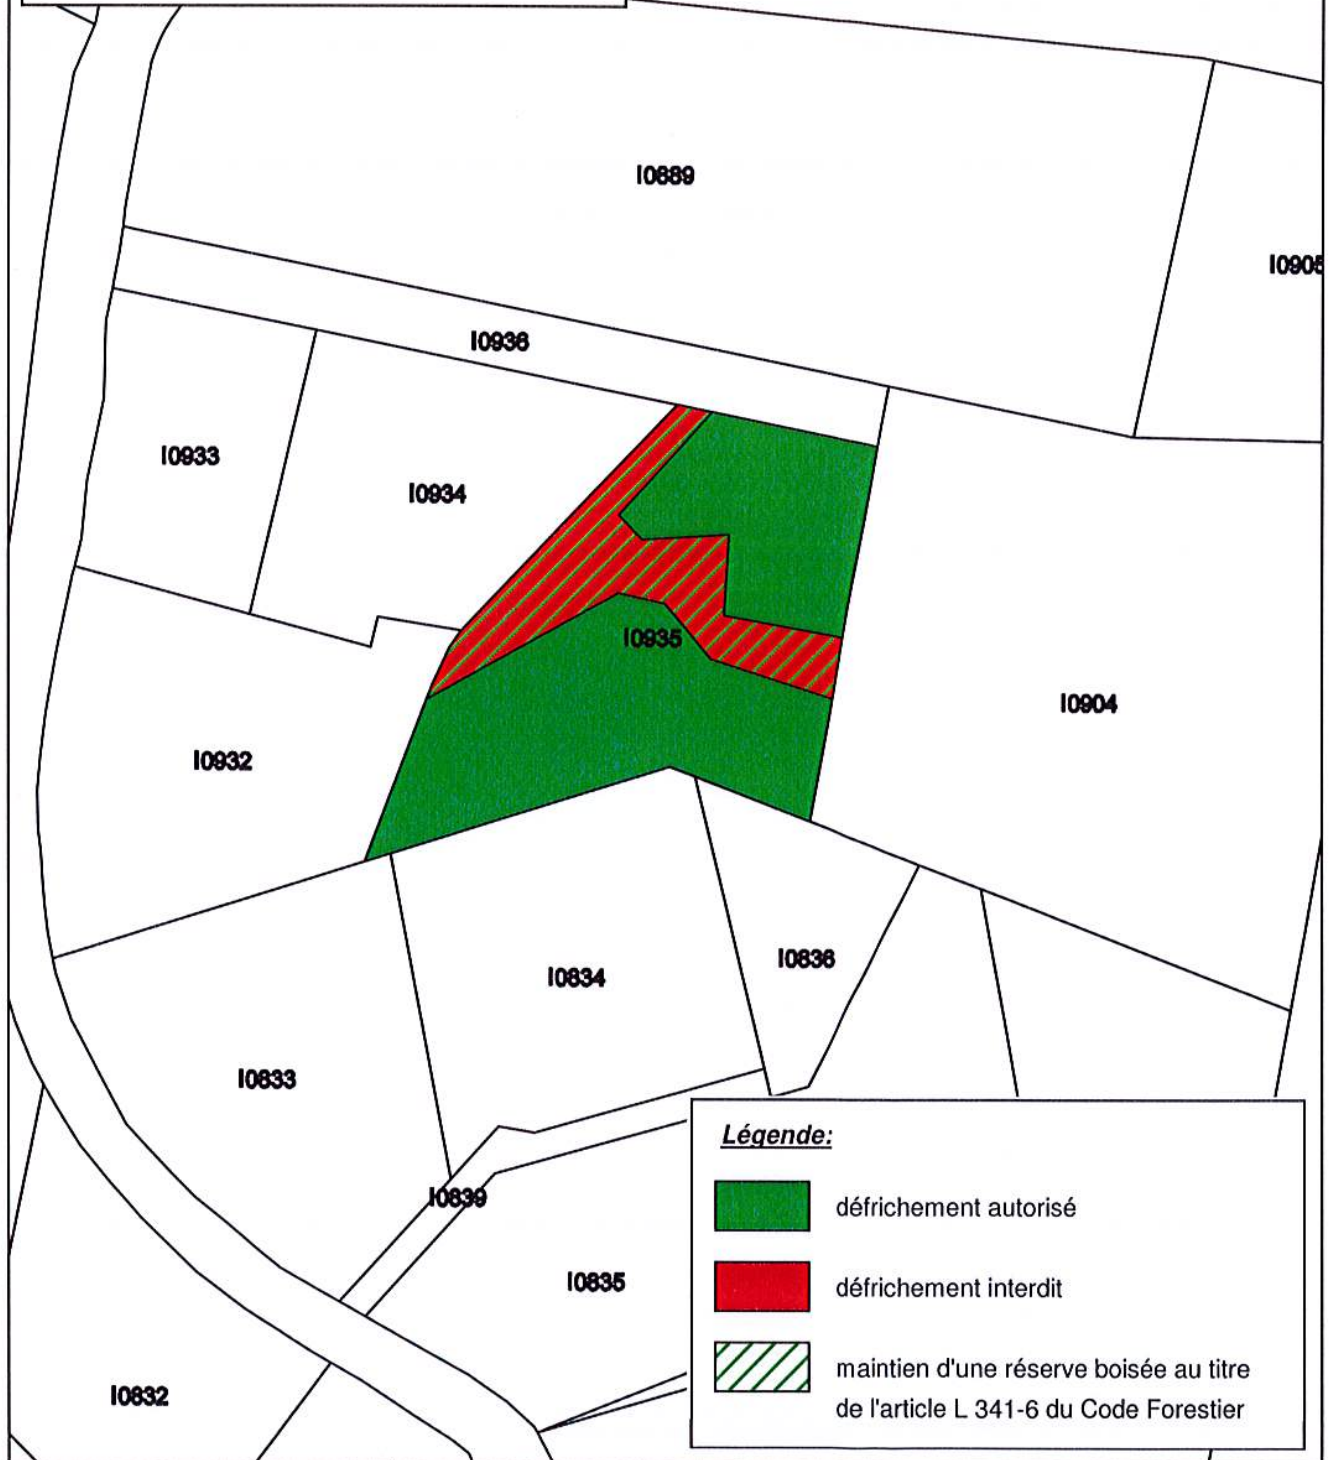 I0889
I0905
I0936
I0933
I0934
I0935
I0904
I0932
I0834
I0836
I0833
I0839
I0835
I0832
Légende:
défrichement autorisé
défrichement interdit
maintien d'une réserve boisée au titre
de l'article L 341-6 du Code Forestier